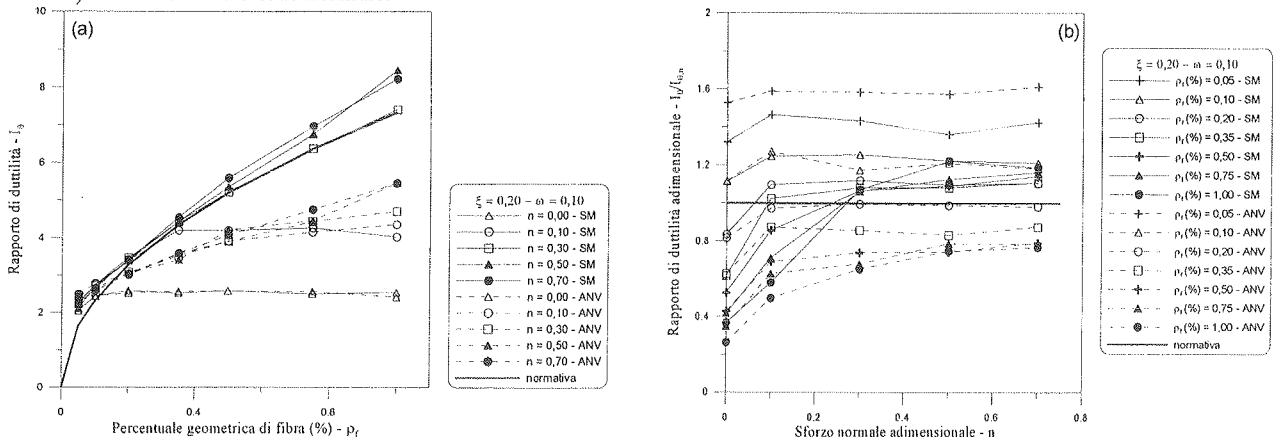 (a)
10
8
6
4
2
0
0
0.4
0.8
Rapporto di duttilità - I_ϑ
Percentuale geometrica di fibra (%) - ρ_f
ξ = 0,20 - ω = 0,10
n = 0,00 - SM
n = 0,10 - SM
n = 0,30 - SM
n = 0,50 - SM
n = 0,70 - SM
n = 0,00 - ANV
n = 0,10 - ANV
n = 0,30 - ANV
n = 0,50 - ANV
n = 0,70 - ANV
normativa
(b)
2
1.6
1.2
0.8
0.4
0
0
0.2
0.4
0.6
0.8
Rapporto di duttilità adimensionale - I_ϑ/I_ϑ,n
Sforzo normale adimensionale - n
ξ = 0,20 - ω = 0,10
ρ_f (%) = 0,05 - SM
ρ_f (%) = 0,10 - SM
ρ_f (%) = 0,20 - SM
ρ_f (%) = 0,35 - SM
ρ_f (%) = 0,50 - SM
ρ_f (%) = 0,75 - SM
ρ_f (%) = 1,00 - SM
ρ_f (%) = 0,05 - ANV
ρ_f (%) = 0,10 - ANV
ρ_f (%) = 0,20 - ANV
ρ_f (%) = 0,35 - ANV
ρ_f (%) = 0,50 - ANV
ρ_f (%) = 0,75 - ANV
ρ_f (%) = 1,00 - ANV
normativa